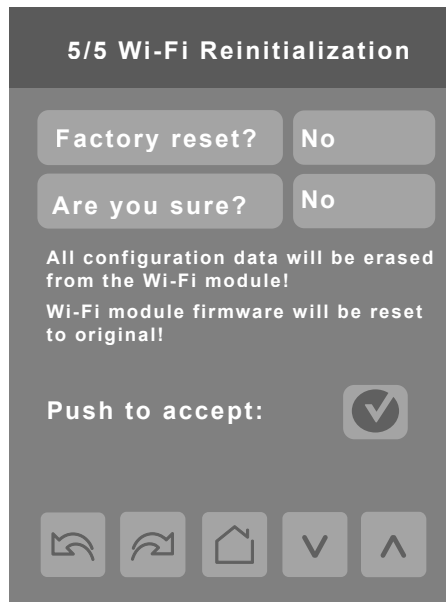 5/5 Wi-Fi Reinitialization
Factory reset? No
Are you sure? No
All configuration data will be erased
from the Wi-Fi module!
Wi-Fi module firmware will be reset
to original!
Push to accept: